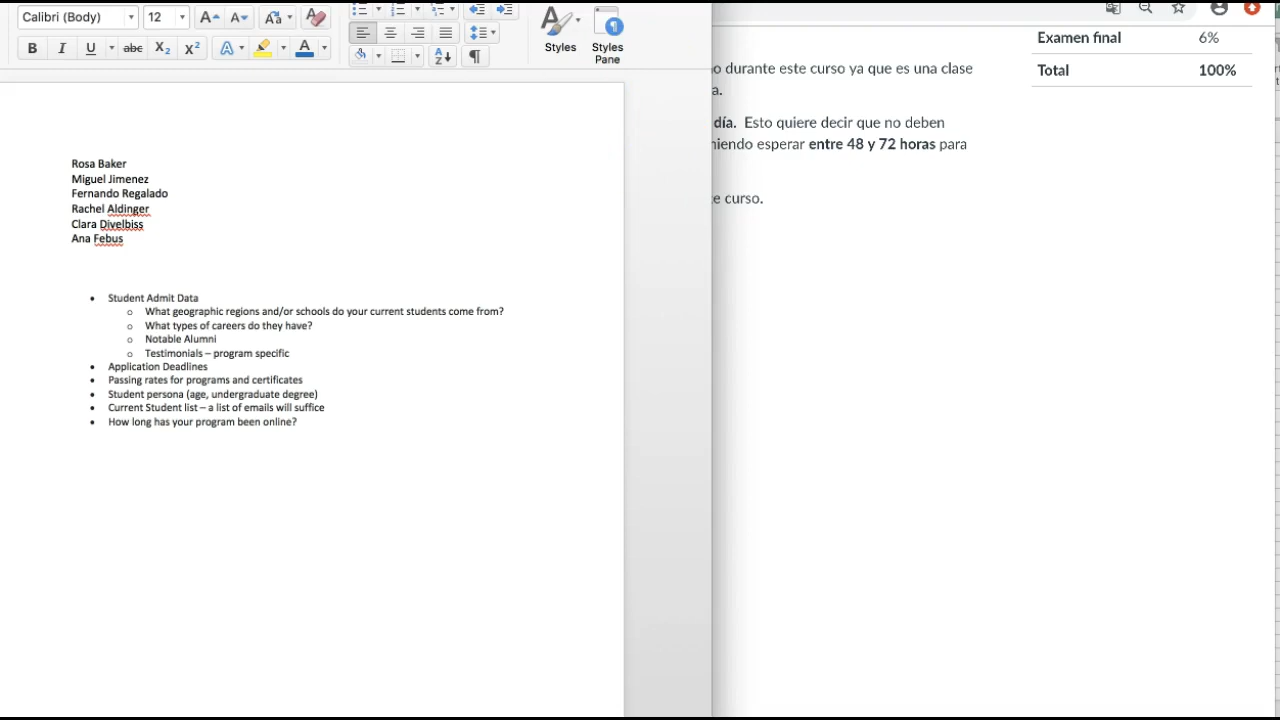 Calibri (Body)
12
Styles
Styles Pane
B I U abc X2 X2 A A
Rosa Baker
Miguel Jimenez
Fernando Regalado
Rachel Aldinger
Clara Divelbiss
Ana Febus
• Student Admit Data
o What geographic regions and/or schools do your current students come from?
o What types of careers do they have?
o Notable Alumni
o Testimonials – program specific
• Application Deadlines
• Passing rates for programs and certificates
• Student persona (age, undergraduate degree)
• Current Student list – a list of emails will suffice
• How long has your program been online?
o durante este curso ya que es una clase
a.
día. Esto quiere decir que no deben
niendo esperar entre 48 y 72 horas para
te curso.
Examen final 6%
Total 100%